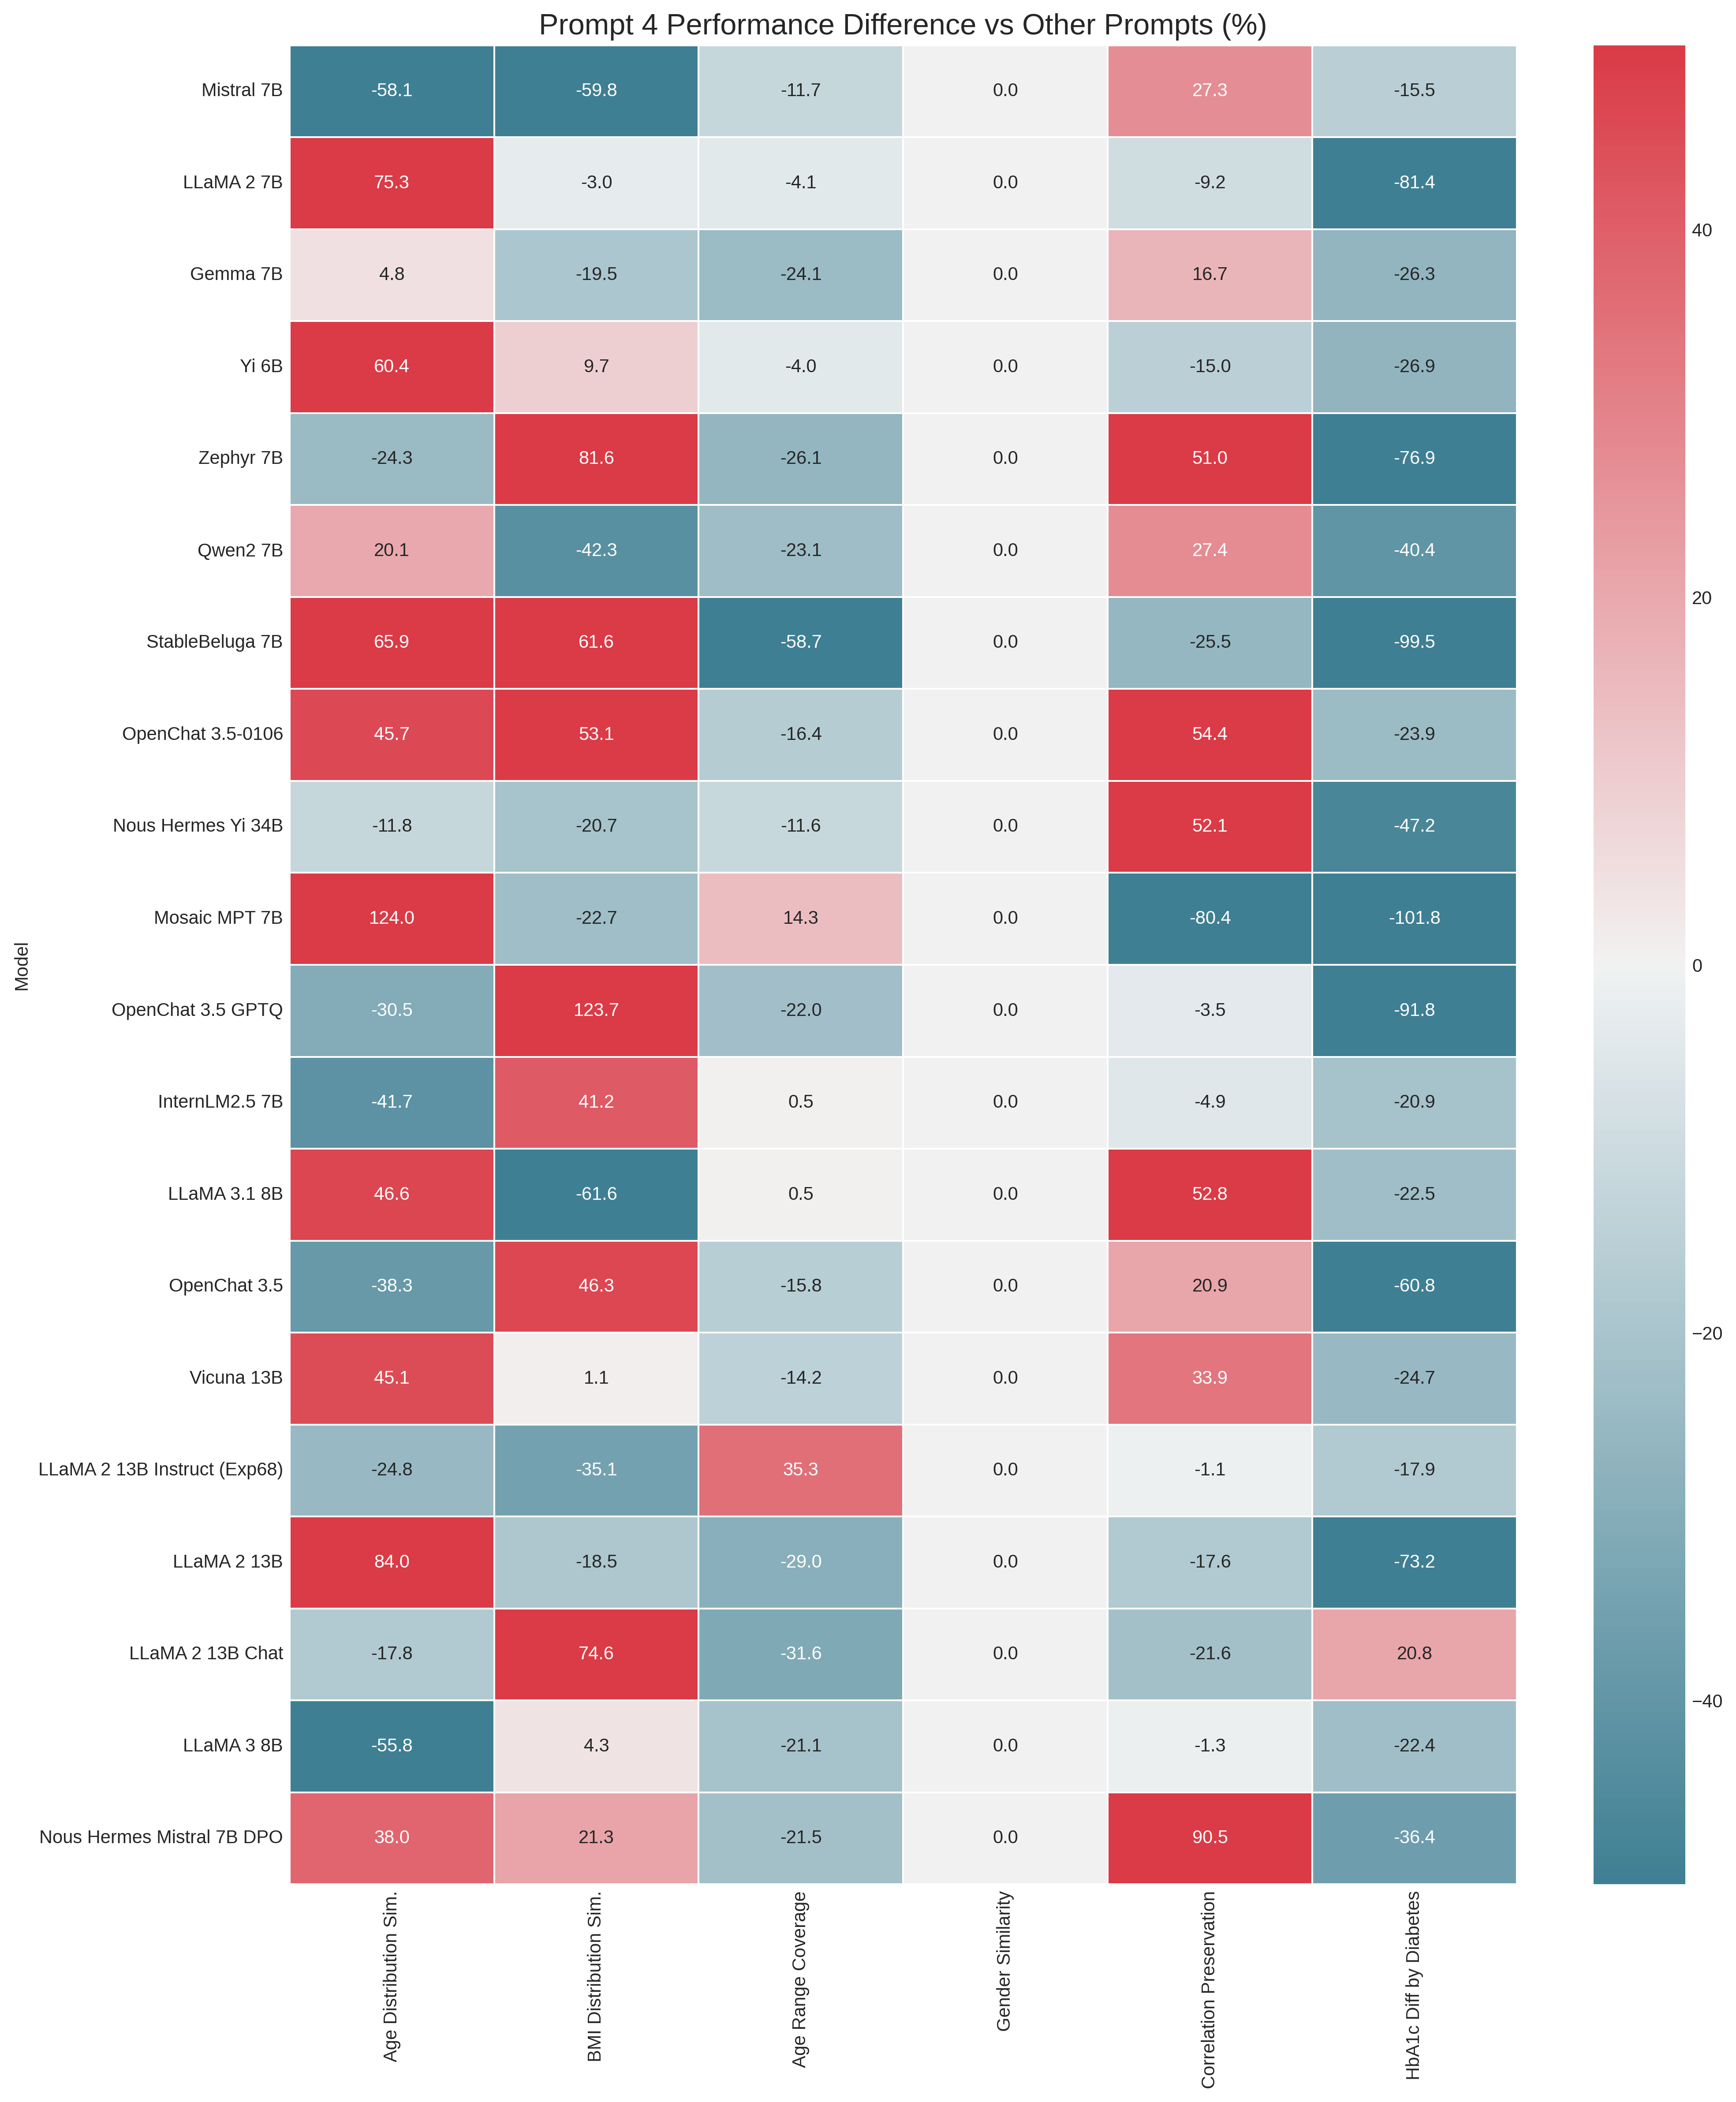 Prompt 4 Performance Difference vs Other Prompts (%)
Mistral 7B -58.1 -59.8 -11.7 0.0 27.3 -15.5
LLaMA 2 7B 75.3 -3.0 -4.1 0.0 -9.2 -81.4
40
Gemma 7B 4.8 -19.5 -24.1 0.0 16.7 -26.3
Yi 6B 60.4 9.7 -4.0 0.0 -15.0 -26.9
Zephyr 7B -24.3 81.6 -26.1 0.0 51.0 -76.9
Qwen2 7B 20.1 -42.3 -23.1 0.0 27.4 -40.4
20
StableBeluga 7B 65.9 61.6 -58.7 0.0 -25.5 -99.5
OpenChat 3.5-0106 45.7 53.1 -16.4 0.0 54.4 -23.9
Nous Hermes Yi 34B -11.8 -20.7 -11.6 0.0 52.1 -47.2
Mosaic MPT 7B 124.0 -22.7 14.3 0.0 -80.4 -101.8
Model
0
OpenChat 3.5 GPTQ -30.5 123.7 -22.0 0.0 -3.5 -91.8
InternLM2.5 7B -41.7 41.2 0.5 0.0 -4.9 -20.9
LLaMA 3.1 8B 46.6 -61.6 0.5 0.0 52.8 -22.5
OpenChat 3.5 -38.3 46.3 -15.8 0.0 20.9 -60.8
−20
Vicuna 13B 45.1 1.1 -14.2 0.0 33.9 -24.7
LLaMA 2 13B Instruct (Exp68) -24.8 -35.1 35.3 0.0 -1.1 -17.9
LLaMA 2 13B 84.0 -18.5 -29.0 0.0 -17.6 -73.2
LLaMA 2 13B Chat -17.8 74.6 -31.6 0.0 -21.6 20.8
−40
LLaMA 3 8B -55.8 4.3 -21.1 0.0 -1.3 -22.4
Nous Hermes Mistral 7B DPO 38.0 21.3 -21.5 0.0 90.5 -36.4
Age Distribution Sim.
BMI Distribution Sim.
Age Range Coverage
Gender Similarity
Correlation Preservation
HbA1c Diff by Diabetes